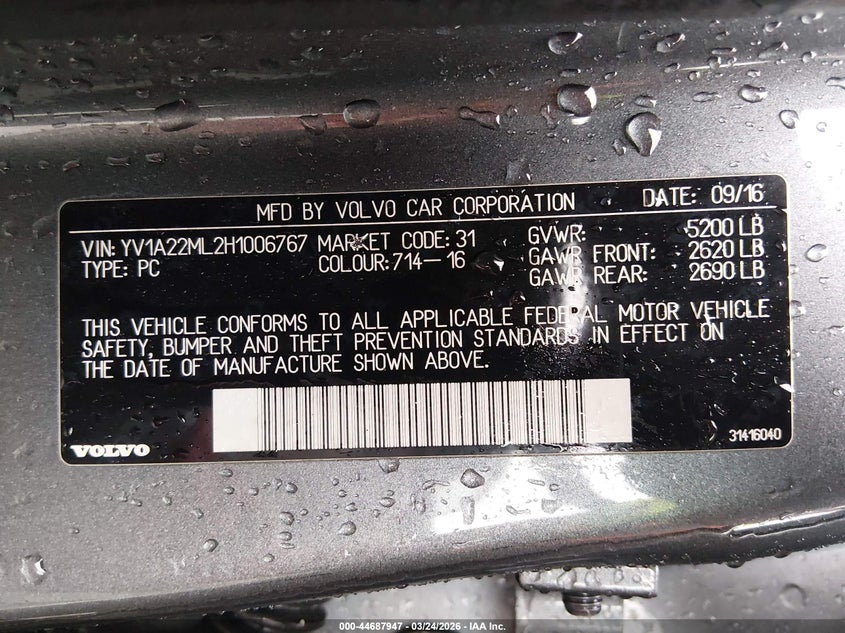 MFD BY VOLVO CAR CORPORATION DATE: 09/16
VIN: YV1A22ML2H1006767 MARKET CODE: 31 GVWR: 5200 LB
TYPE: PC COLOUR: 714-16 GAWR FRONT: 2620 LB
GAWR REAR: 2690 LB
THIS VEHICLE CONFORMS TO ALL APPLICABLE FEDERAL MOTOR VEHICLE
SAFETY, BUMPER AND THEFT PREVENTION STANDARDS IN EFFECT ON
THE DATE OF MANUFACTURE SHOWN ABOVE.
VOLVO 31416040
000-44687947 - 03/24/2026 - IAA Inc.